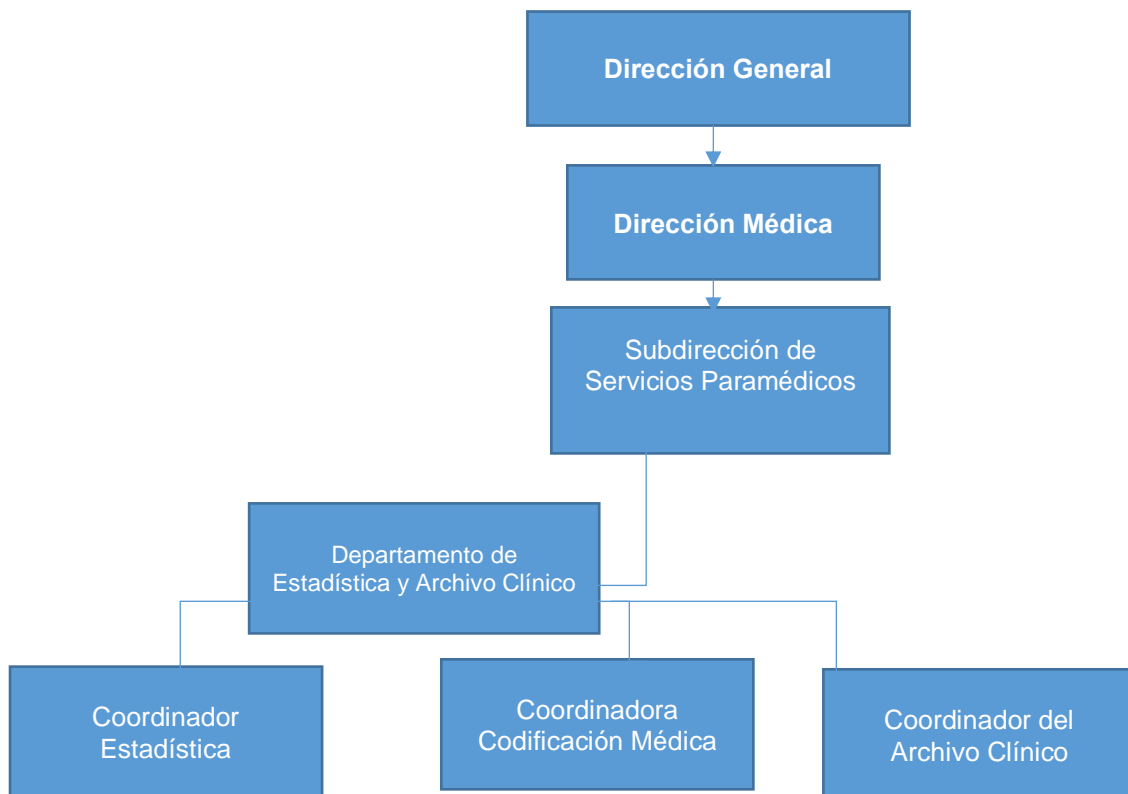 Dirección General
Dirección Médica
Subdirección de
Servicios Paramédicos
Departamento de
Estadística y Archivo Clínico
Coordinador
Estadística
Coordinadora
Codificación Médica
Coordinador del
Archivo Clínico